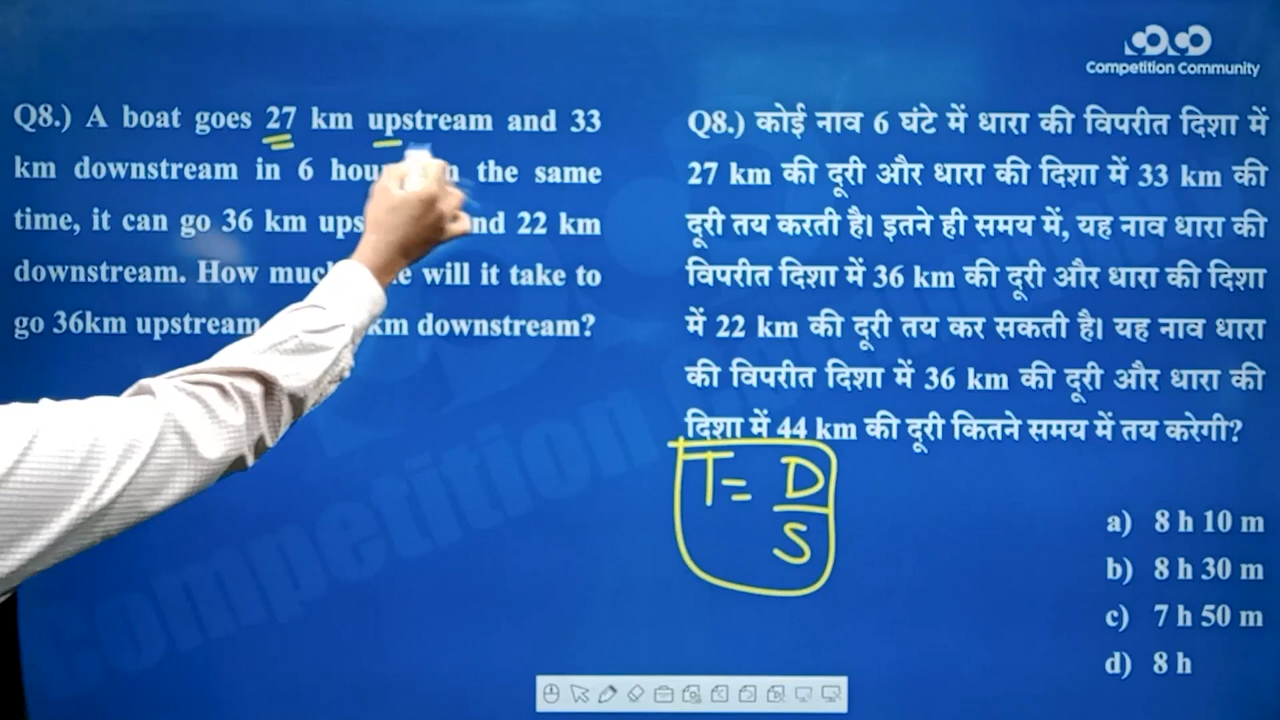 Competition Community
Q8.) A boat goes 27 km upstream and 33
km downstream in 6 the same
time, it can go 36 km 22 km
downstream. How will it take to
go 36km upstream km downstream?
Q8.) कोई नाव 6 घंटे में धारा की विपरीत दिशा में
27 km की दूरी और धारा की दिशा में 33 km की
दूरी तय करती है। इतने ही समय में, यह नाव धारा की
विपरीत दिशा में 36 km की दूरी और धारा की दिशा
में 22 km की दूरी तय कर सकती है। यह नाव धारा
की विपरीत दिशा में 36 km की दूरी और धारा की
दिशा में 44 km की दूरी कितने समय में तय करेगी?
T= D
S
a) 8 h 10 m
b) 8 h 30 m
c) 7 h 50 m
d) 8 h